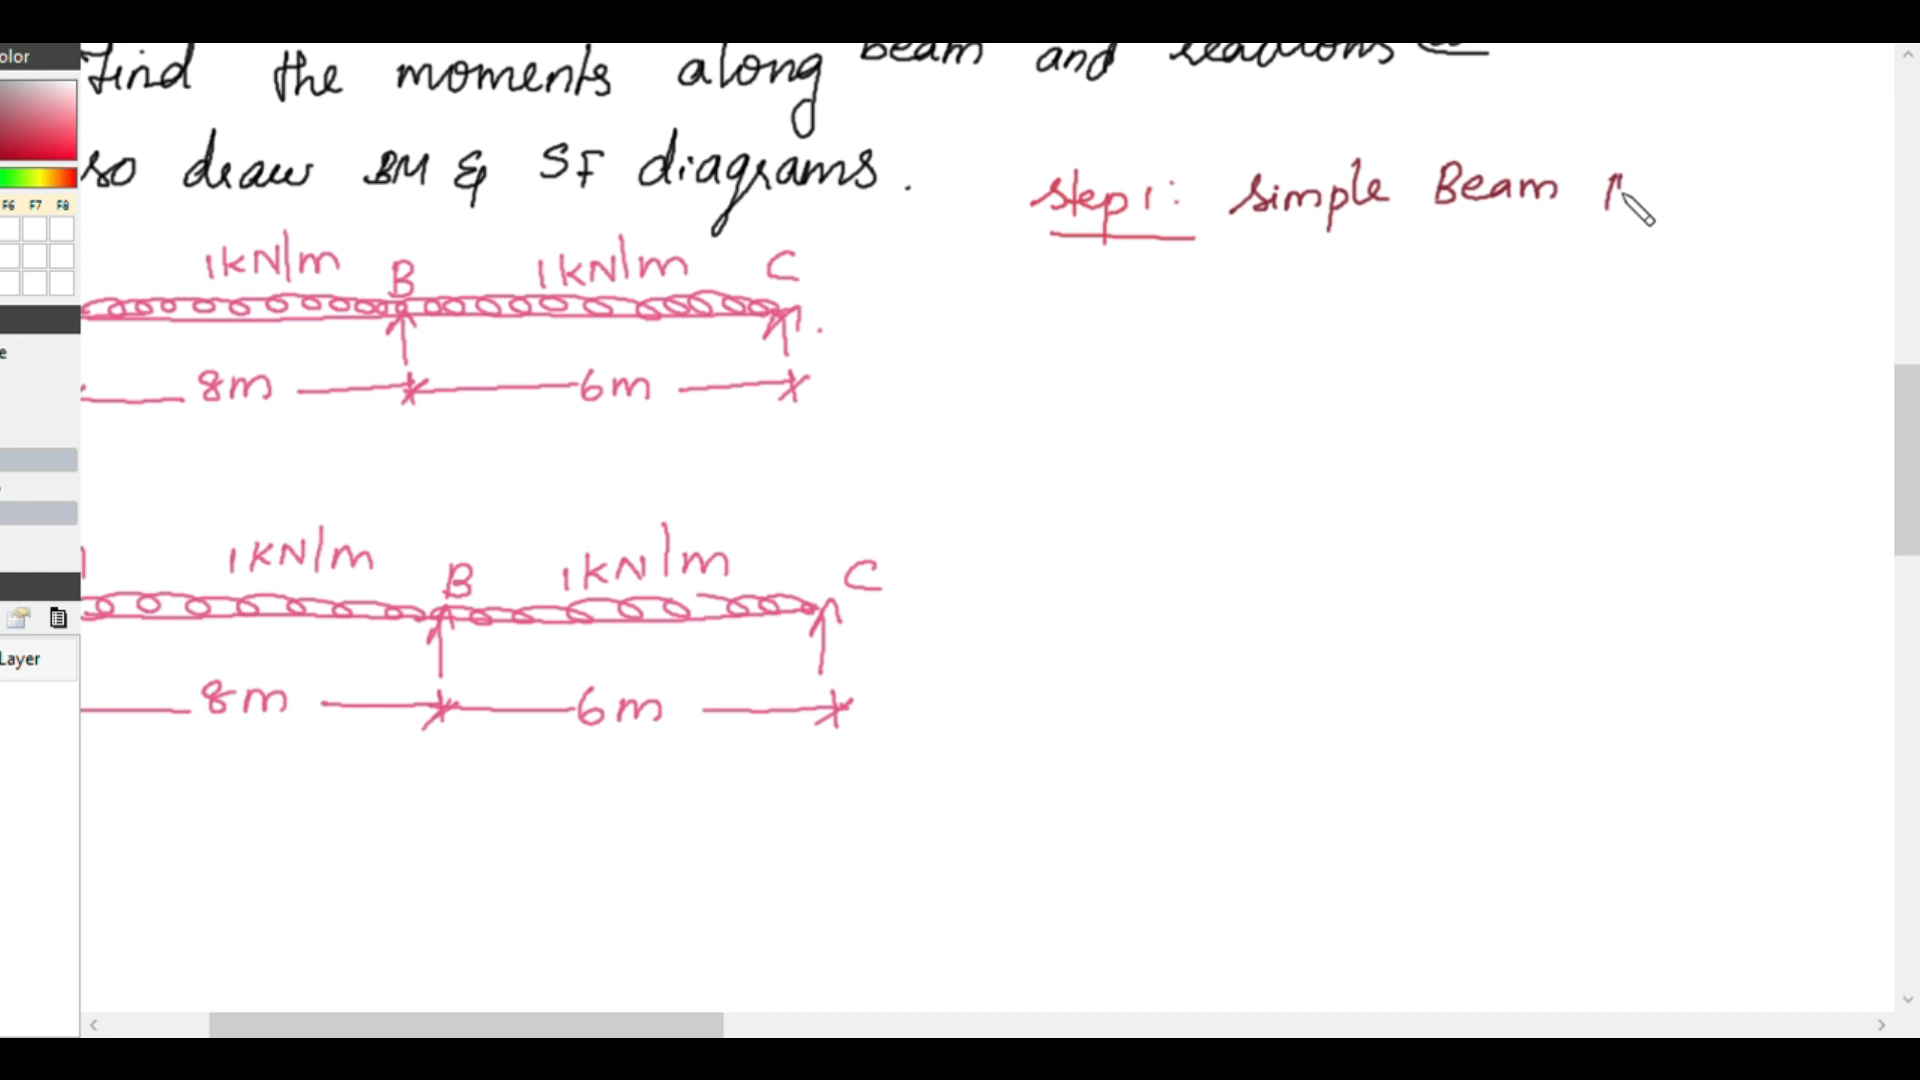 find the moments along beam and reactions
so draw BM & SF diagrams.
step 1: simple Beam
1kN/m B 1kN/m C
8m 6m
1kN/m B 1kN/m C
8m 6m
olor
F6 F7 F8
e
Layer